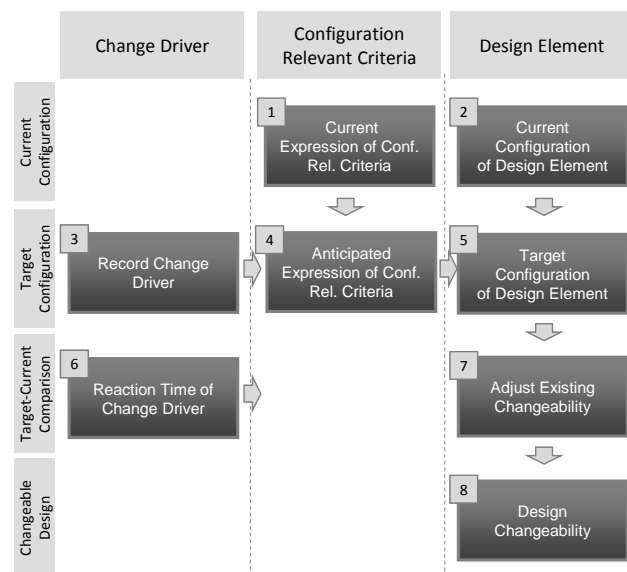 Change Driver
Configuration
Relevant Criteria
Design Element
Current
Configuration
1
Current
Expression of Conf.
Rel. Criteria
2
Current
Configuration
of Design Element
Target
Configuration
3
Record Change
Driver
4
Anticipated
Expression of Conf.
Rel. Criteria
5
Target
Configuration
of Design Element
Target-Current
Comparison
6
Reaction Time of
Change Driver
7
Adjust Existing
Changeability
Changeable
Design
8
Design
Changeability